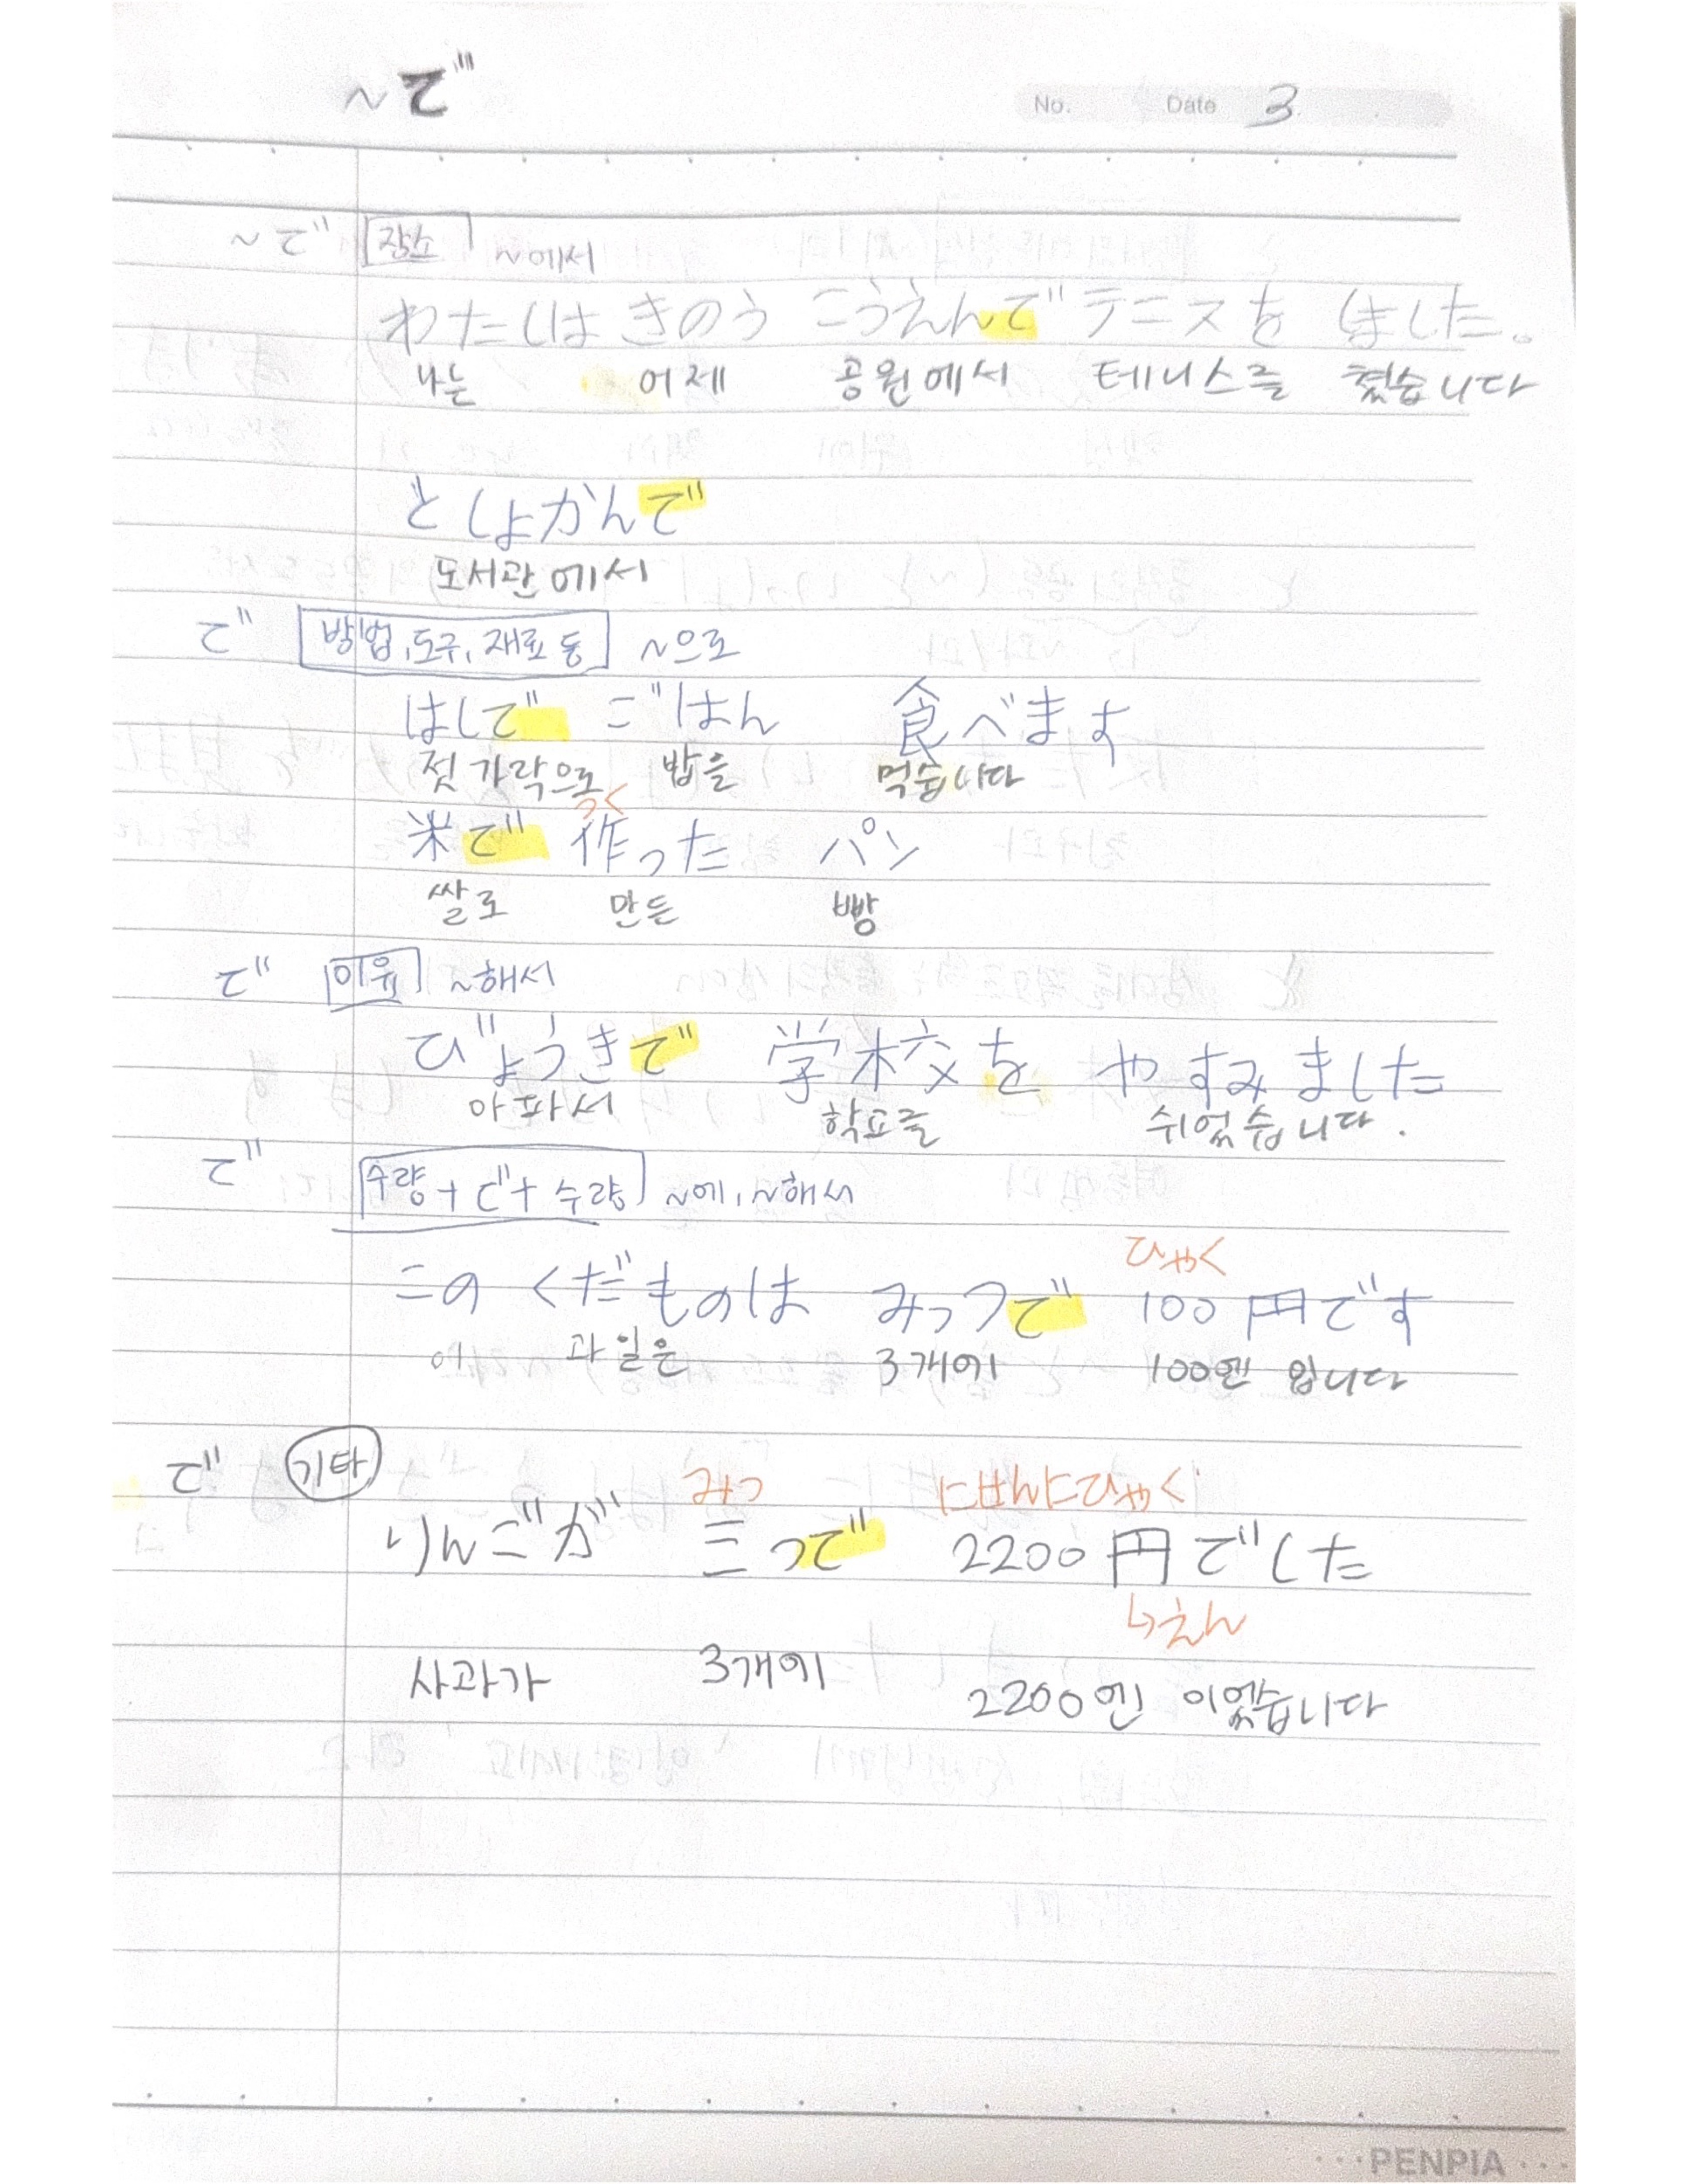 ~で
No. Date 3
~で 장소 ~에서
わたしは きのう こうえんで テニスを しました。
나는 어제 공원에서 테니스를 쳤습니다
としょかんで
도서관에서
で 방법, 도구, 재료 등 ~으로
はしで ごはん 食べます
젓가락으로 밥을 먹습니다
つく
米で 作った パン
쌀로 만든 빵
で 이유 ~해서
びょうきで 学校を やすみました
아파서 학교를 쉬었습니다.
で 수량+で+수량 ~에, ~해서
ひゃく
このくだものは みっつで 100円です
이 과일은 3개에 100엔 입니다
で 기타
みっ にせんにひゃく
りんごが 三つで 2200円でした
↳えん
사과가 3개에 2200엔 이었습니다
PENPIA